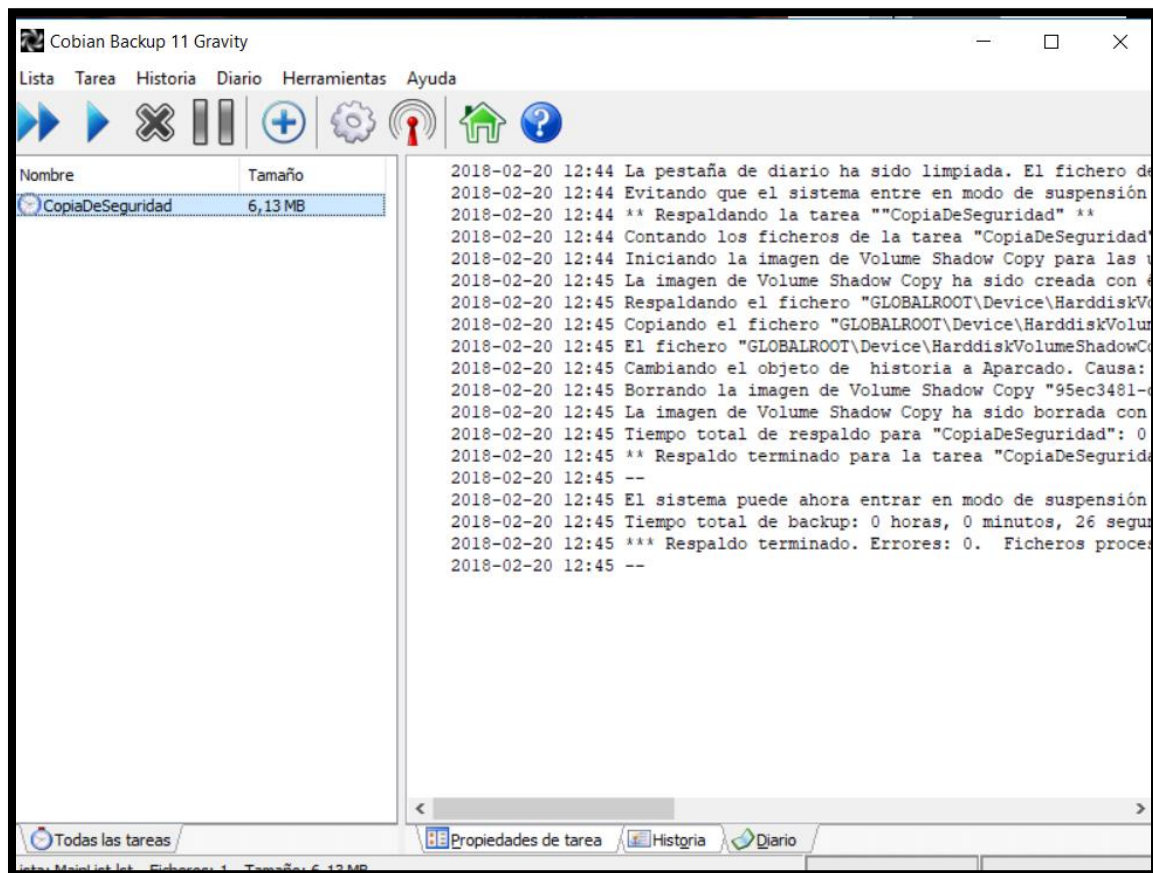 Cobian Backup 11 Gravity
Lista Tarea Historia Diario Herramientas Ayuda
Nombre Tamaño
CopiaDeSeguridad 6,13 MB
2018-02-20 12:44 La pestaña de diario ha sido limpiada. El fichero de
2018-02-20 12:44 Evitando que el sistema entre en modo de suspensión
2018-02-20 12:44 ** Respaldando la tarea ""CopiaDeSeguridad" **
2018-02-20 12:44 Contando los ficheros de la tarea "CopiaDeSeguridad"
2018-02-20 12:44 Iniciando la imagen de Volume Shadow Copy para las
2018-02-20 12:45 La imagen de Volume Shadow Copy ha sido creada con
2018-02-20 12:45 Respaldando el fichero "GLOBALROOT\Device\HarddiskVo
2018-02-20 12:45 Copiando el fichero "GLOBALROOT\Device\HarddiskVolum
2018-02-20 12:45 El fichero "GLOBALROOT\Device\HarddiskVolumeShadowCo
2018-02-20 12:45 Cambiando el objeto de historia a Aparcado. Causa:
2018-02-20 12:45 Borrando la imagen de Volume Shadow Copy "95ec3481-
2018-02-20 12:45 La imagen de Volume Shadow Copy ha sido borrada con
2018-02-20 12:45 Tiempo total de respaldo para "CopiaDeSeguridad": 0
2018-02-20 12:45 ** Respaldo terminado para la tarea "CopiaDeSegurida
2018-02-20 12:45 --
2018-02-20 12:45 El sistema puede ahora entrar en modo de suspensión
2018-02-20 12:45 Tiempo total de backup: 0 horas, 0 minutos, 26 segun
2018-02-20 12:45 *** Respaldo terminado. Errores: 0. Ficheros proces
2018-02-20 12:45 --
Todas las tareas
Propiedades de tarea Historia Diario
MainList.lst Ficheros: 1 Tamaño: 6,13 MB